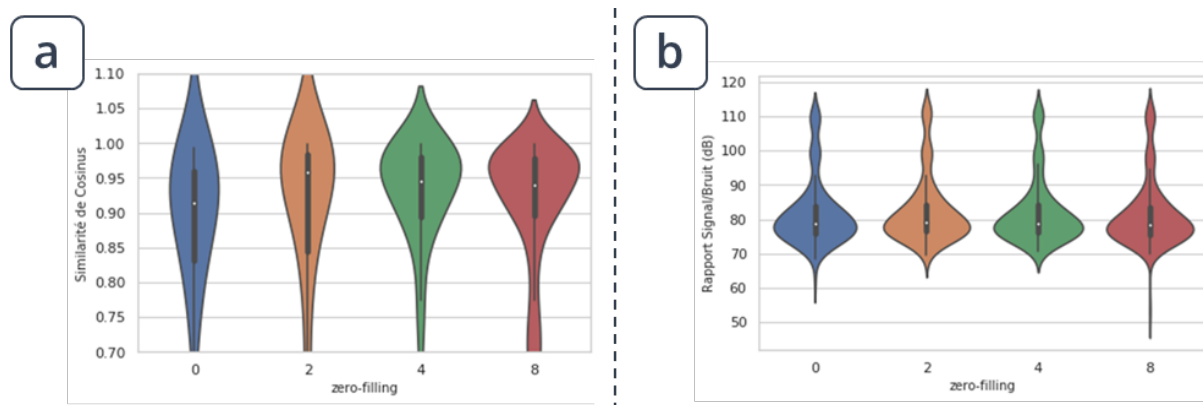 a
1.10
1.05
1.00
0.95
0.90
0.85
0.80
0.75
0.70
Similarité de Cosinus
0 2 4 8
zero-filling
b
120
110
100
90
80
70
60
50
Rapport Signal/Bruit (dB)
0 2 4 8
zero-filling